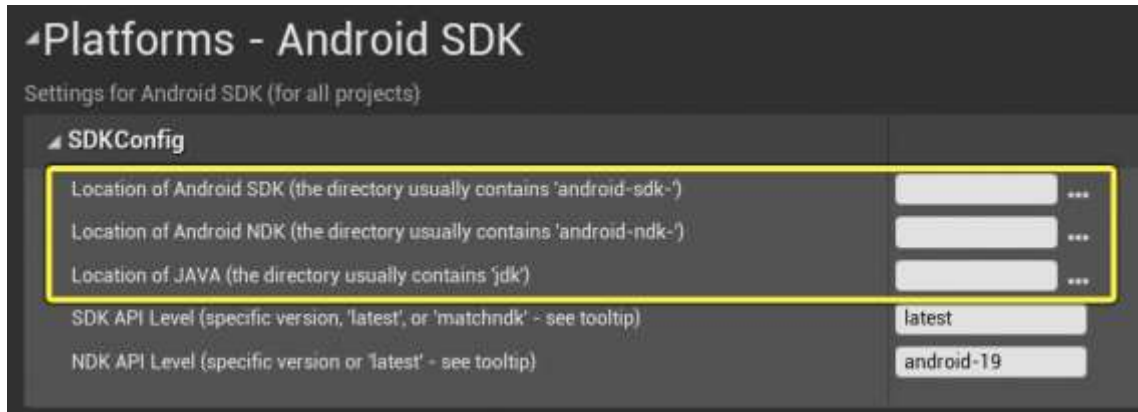 Platforms - Android SDK
Settings for Android SDK (for all projects)
SDKConfig
Location of Android SDK (the directory usually contains 'android-sdk-')
Location of Android NDK (the directory usually contains 'android-ndk-')
Location of JAVA (the directory usually contains 'jdk')
SDK API Level (specific version, 'latest', or 'matchndk' - see tooltip) latest
NDK API Level (specific version or 'latest' - see tooltip) android-19